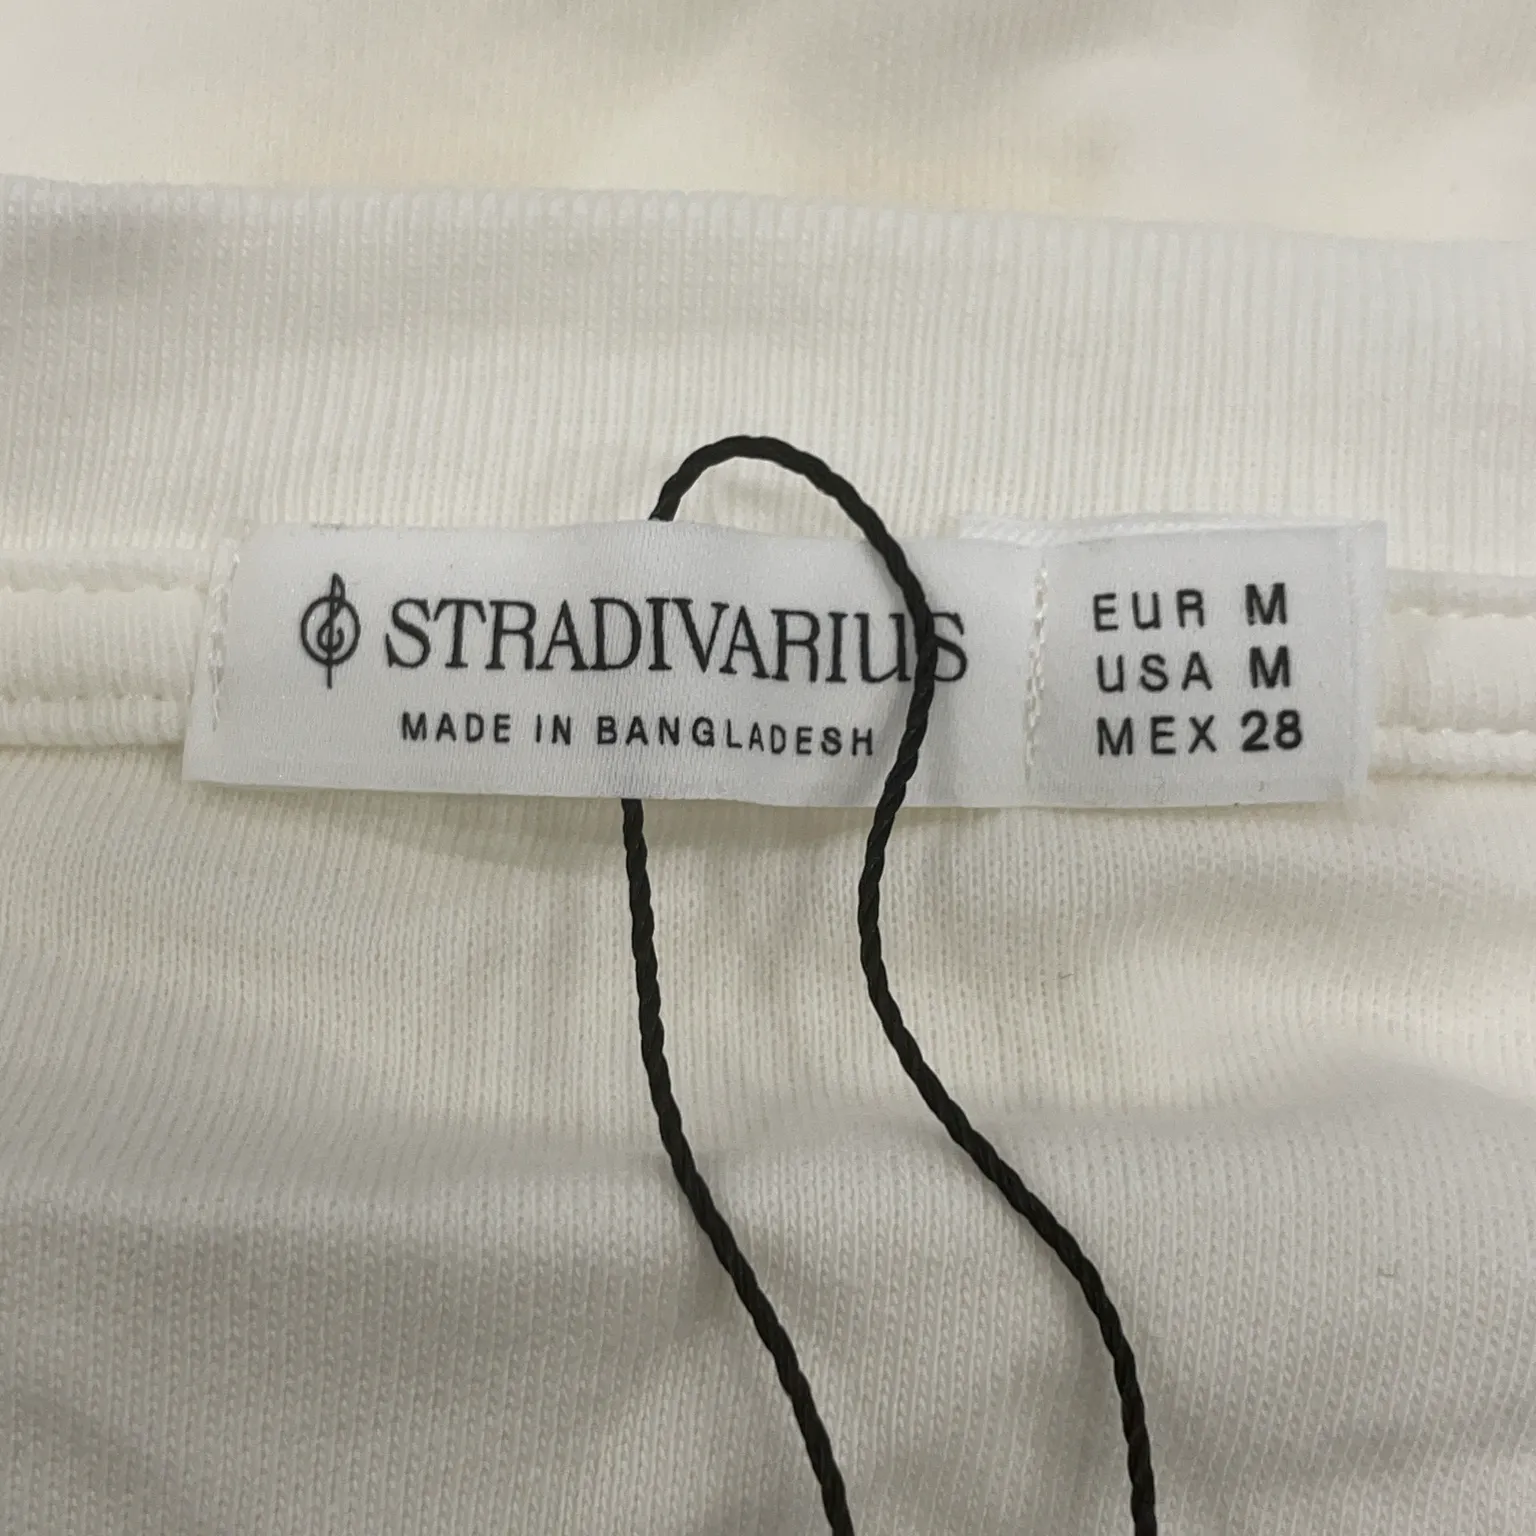 STRADIVARIUS
MADE IN BANGLADESH
EUR M
USA M
MEX 28